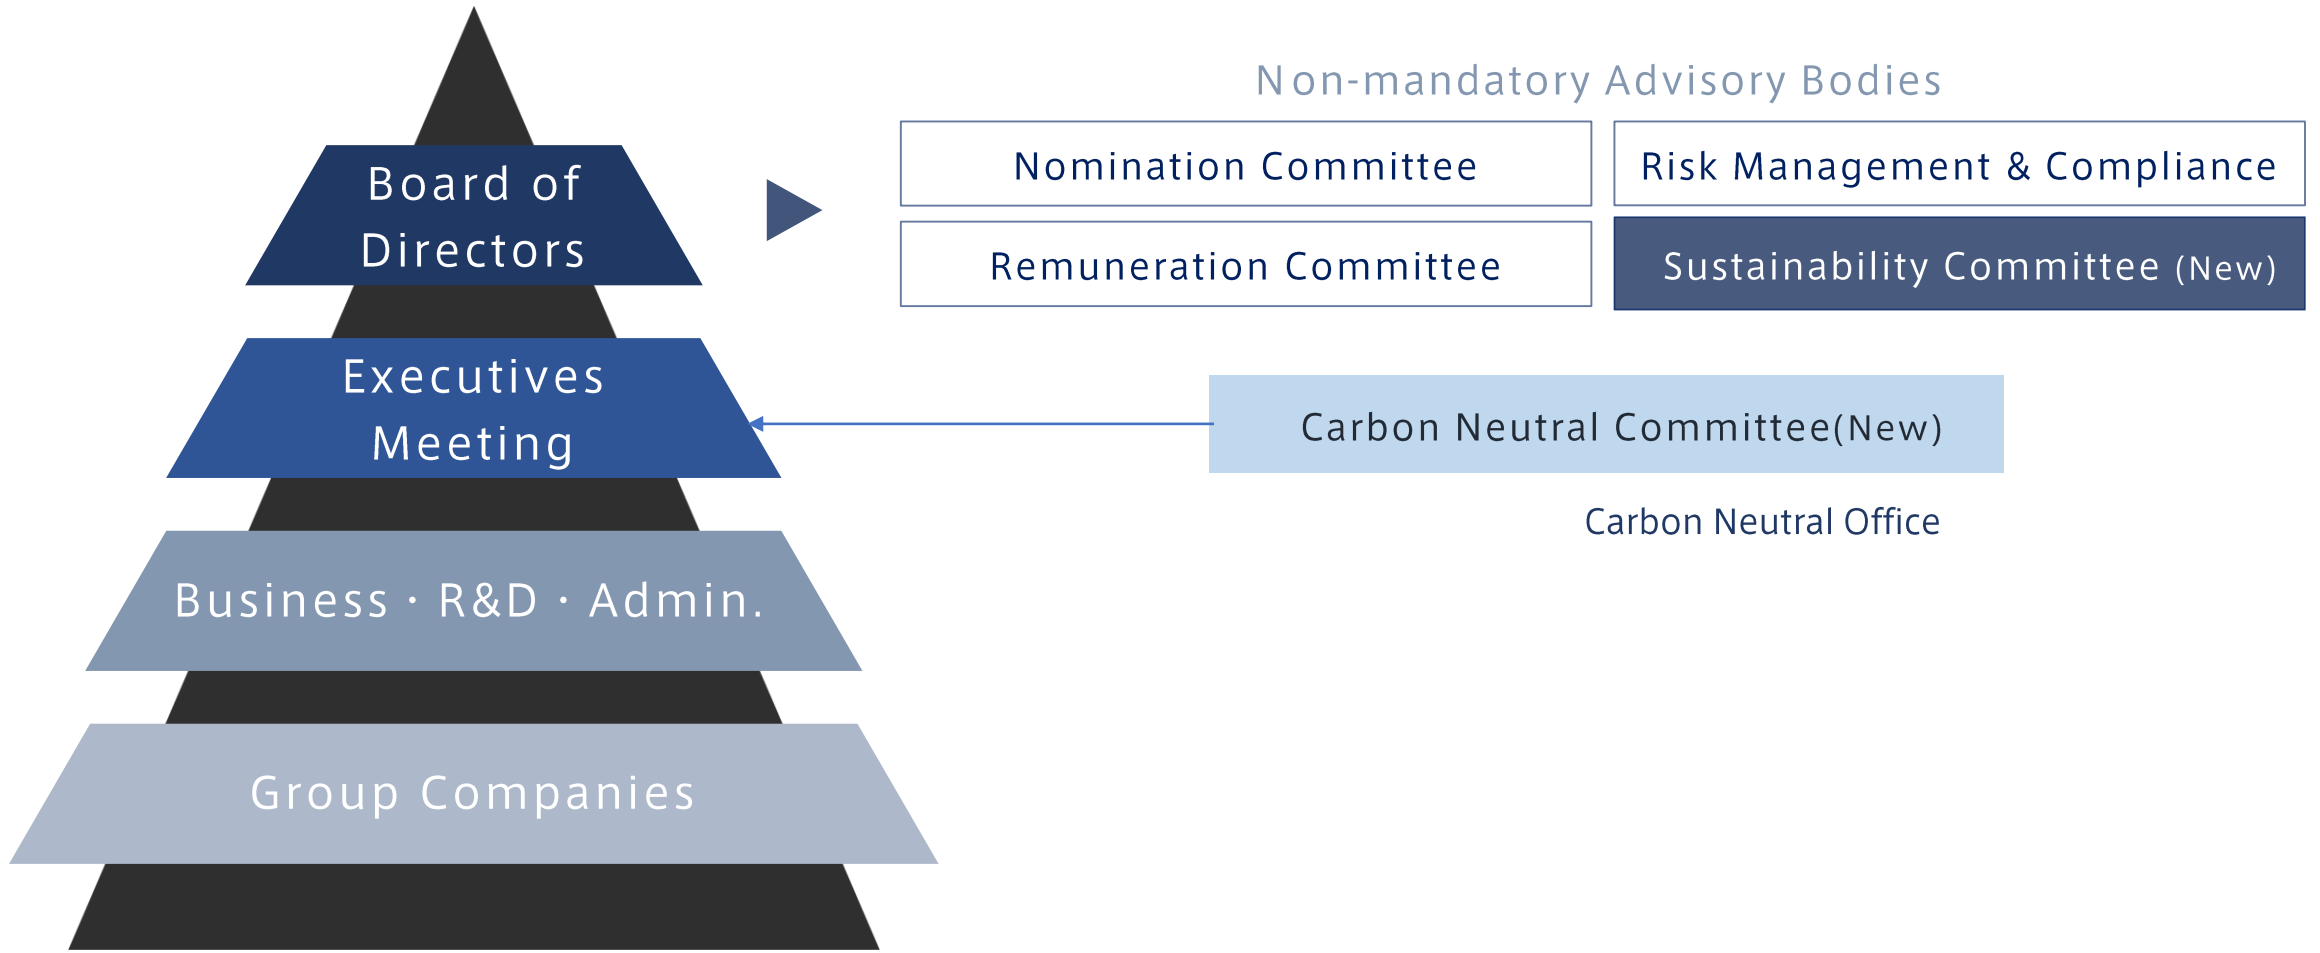 Board of
Directors
Non-mandatory Advisory Bodies
Nomination Committee
Risk Management & Compliance
Remuneration Committee
Sustainability Committee (New)
Executives
Meeting
Carbon Neutral Committee(New)
Carbon Neutral Office
Business・R&D・Admin.
Group Companies